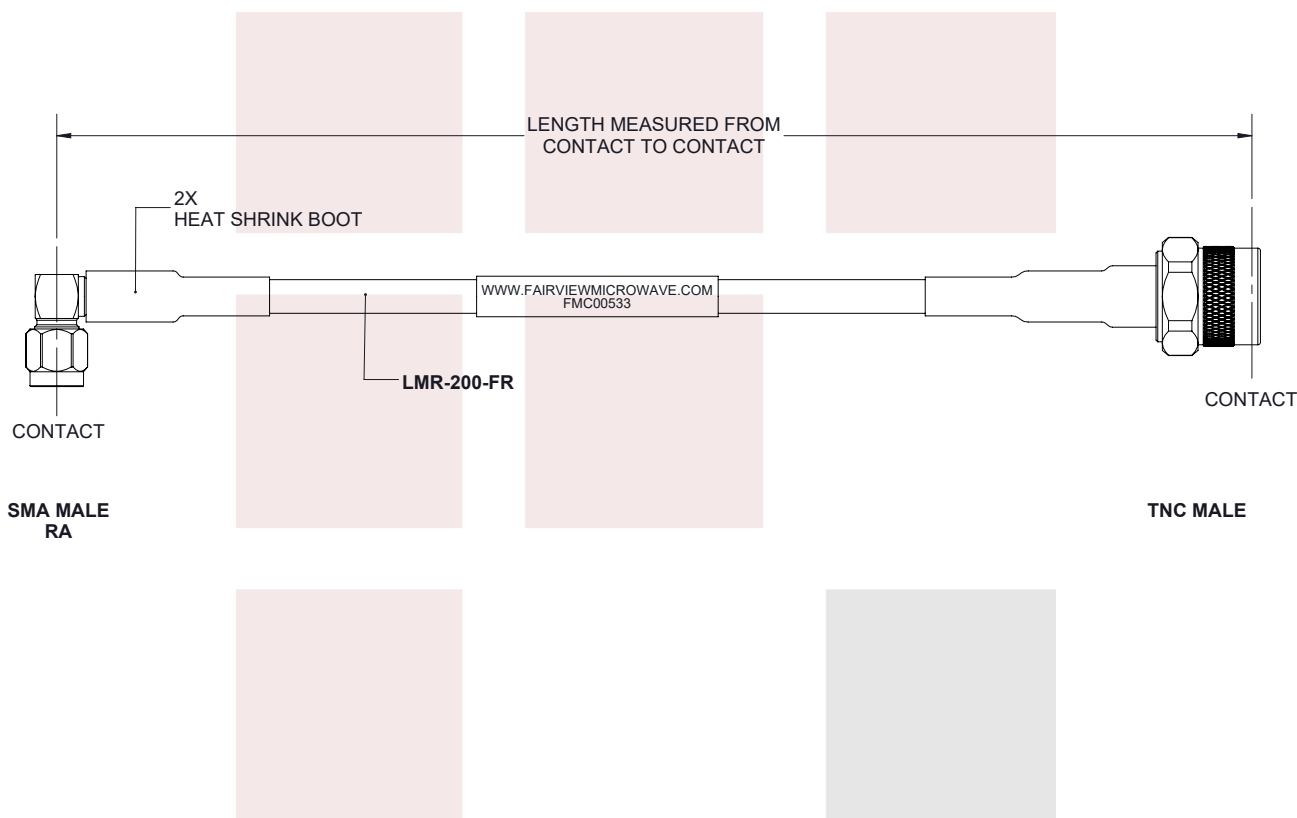 LENGTH MEASURED FROM
CONTACT TO CONTACT
2X
HEAT SHRINK BOOT
WWW.FAIRVIEWMICROWAVE.COM
FMC00533
LMR-200-FR
CONTACT
CONTACT
SMA MALE
RA
TNC MALE